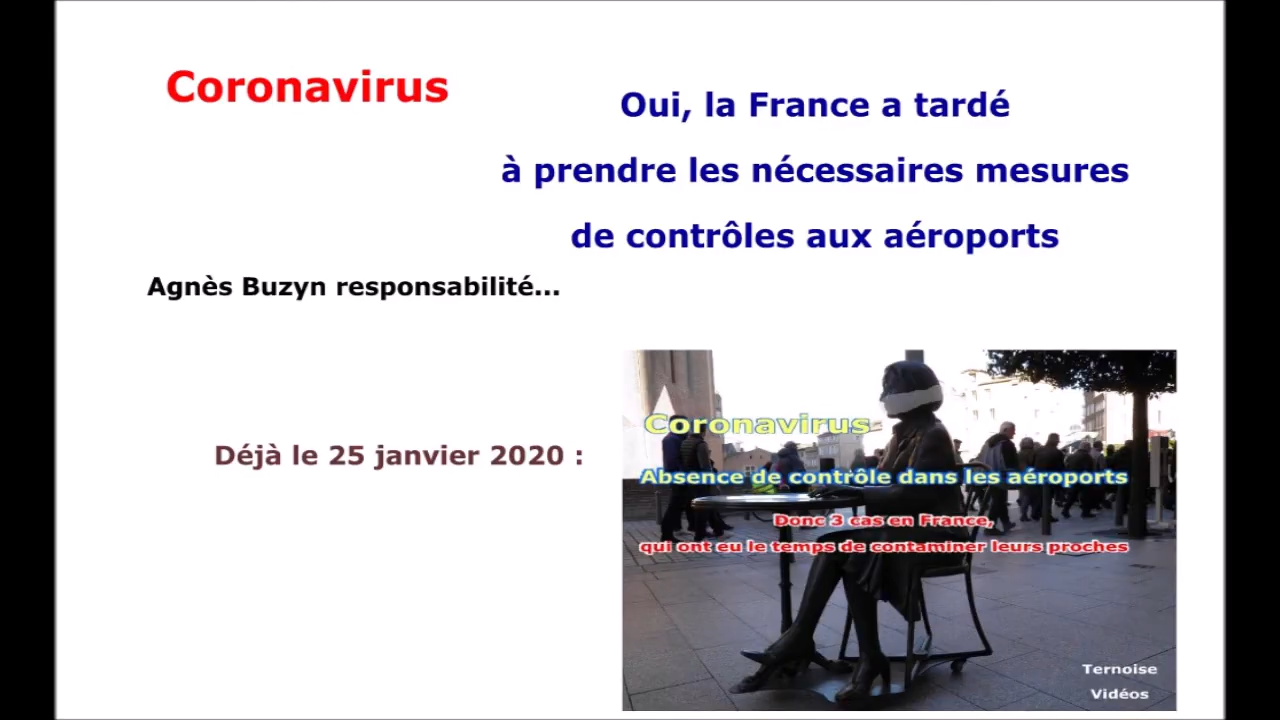 Coronavirus
Oui, la France a tardé
à prendre les nécessaires mesures
de contrôles aux aéroports
Agnès Buzyn responsabilité...
Déjà le 25 janvier 2020 :
Coronavirus
Absence de contrôle dans les aéroports
Donc 3 cas en France,
qui ont eu le temps de contaminer leurs proches
Ternoise
Vidéos